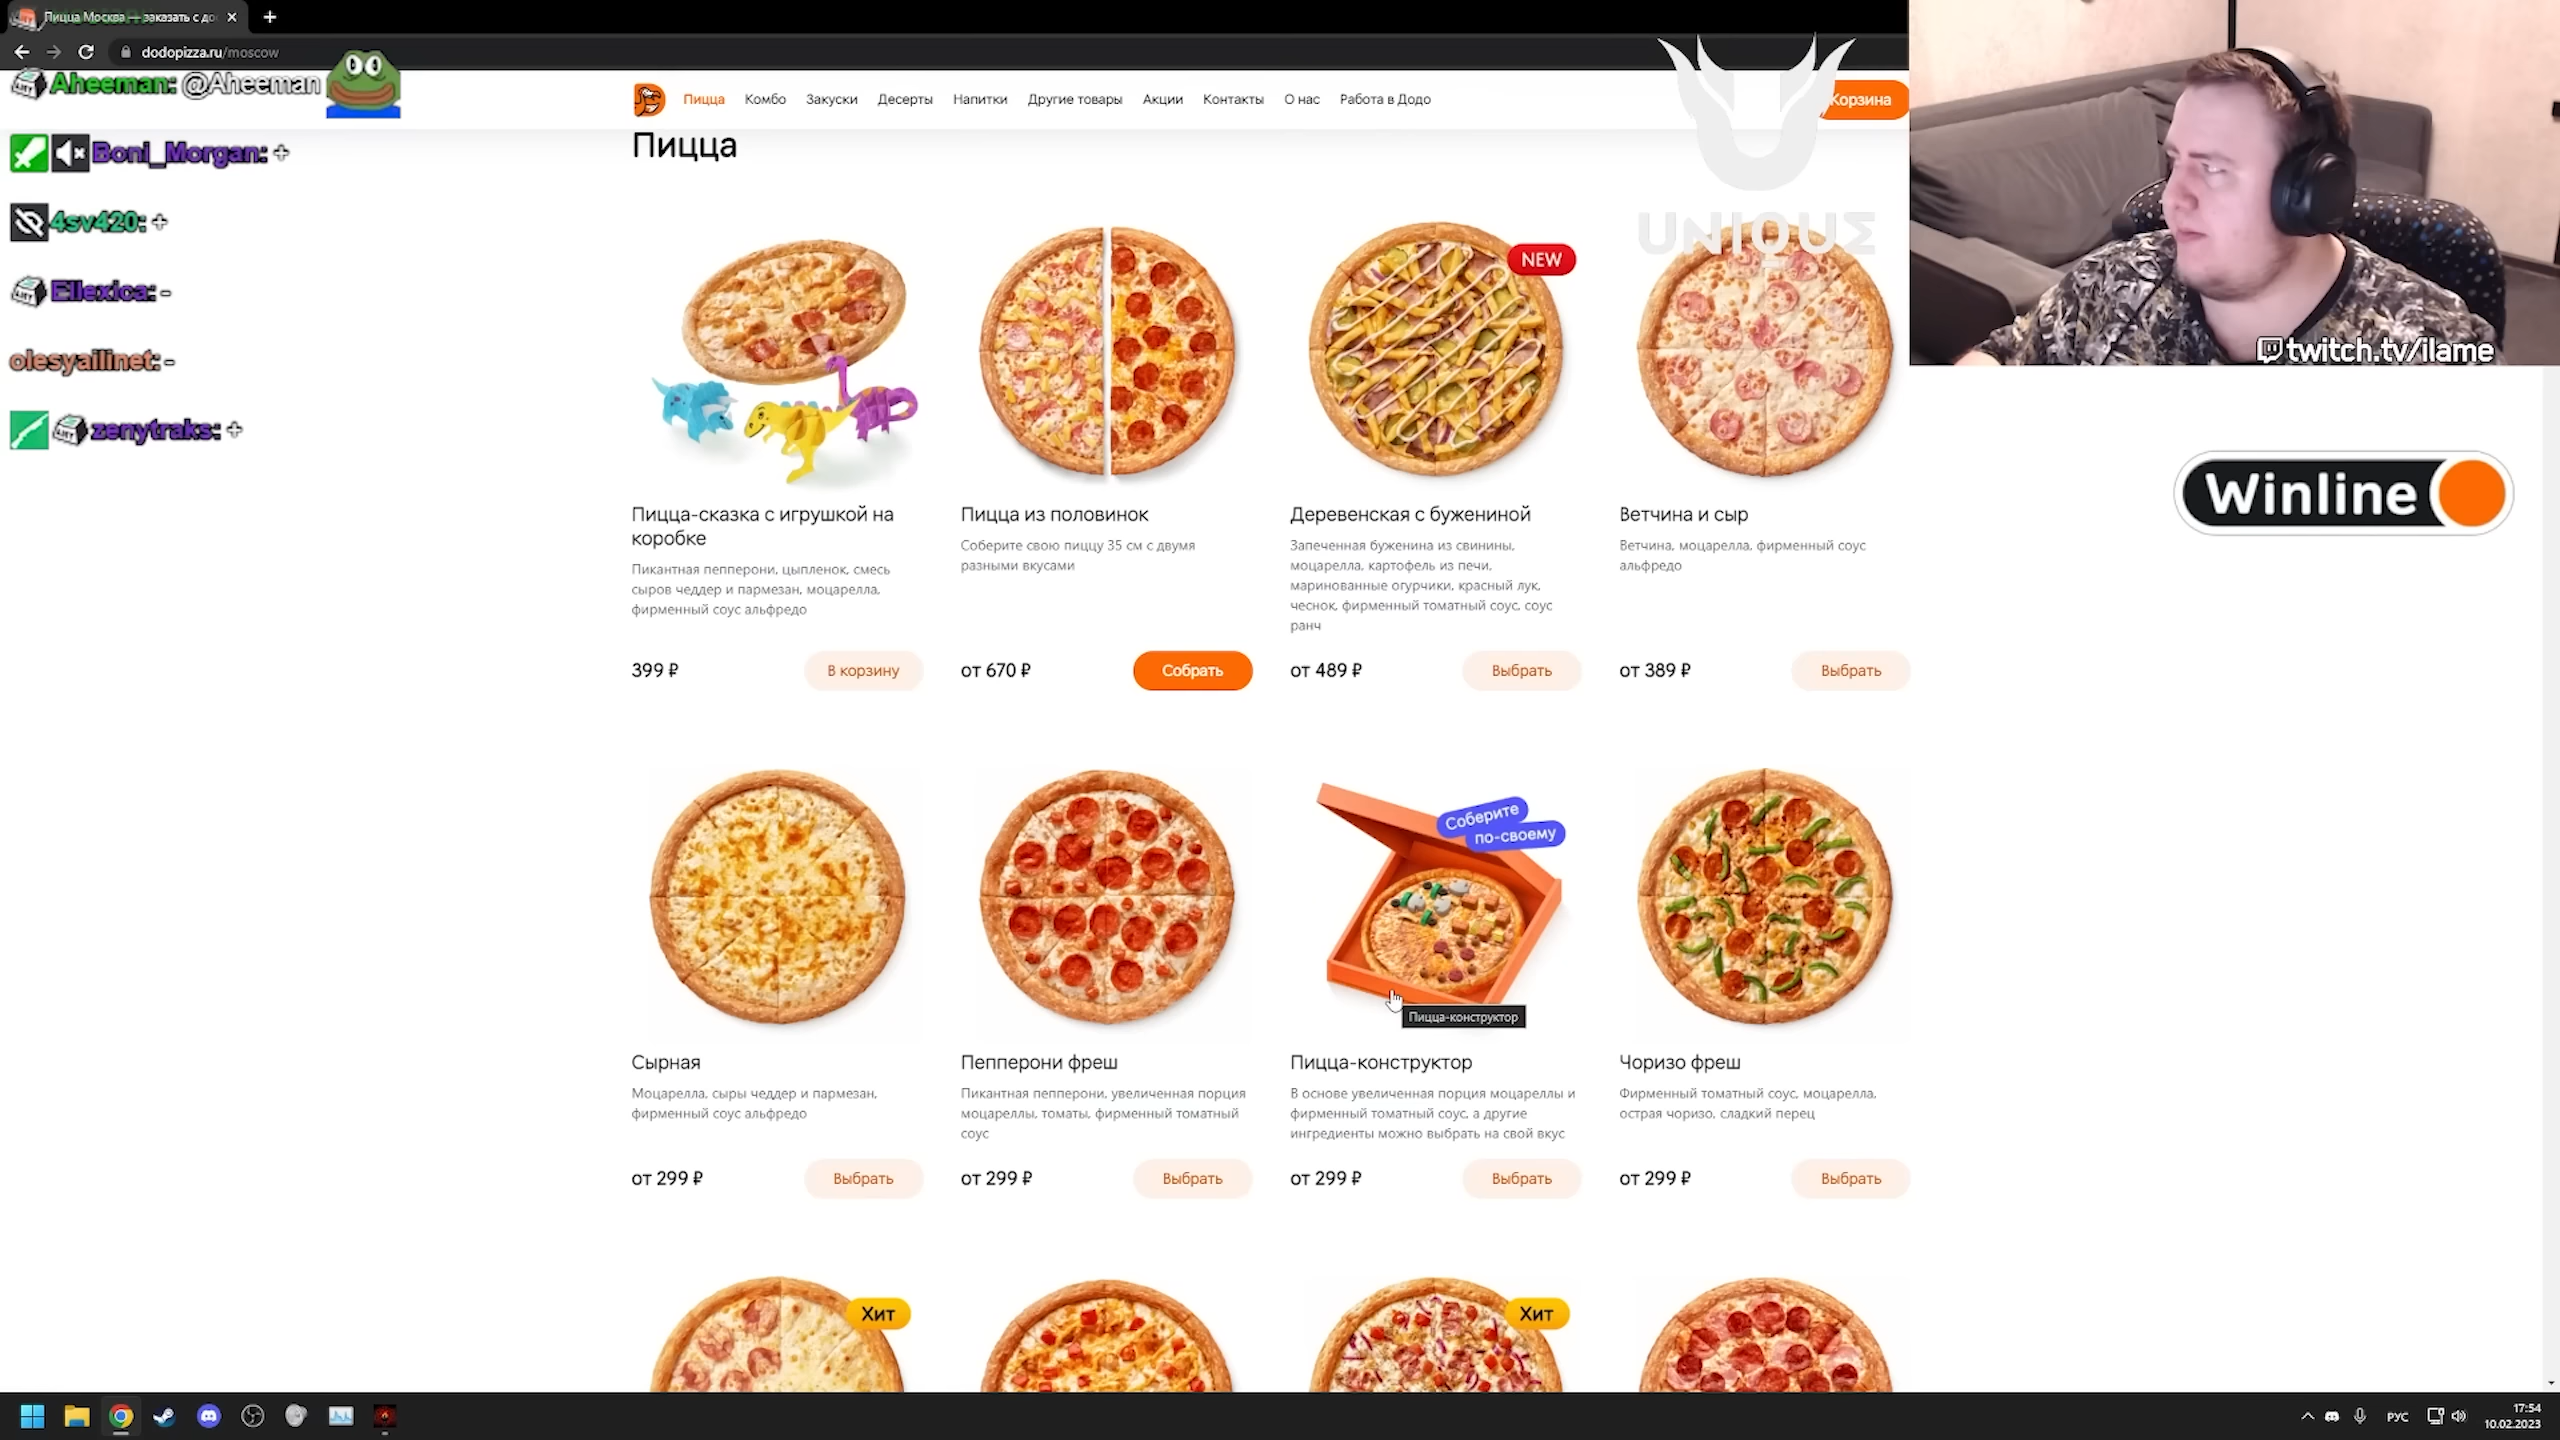 Пицца Москва — заказать с до
dodopizza.ru/moscow
Aheeman: @Aheeman
Boni_Morgan: +
4sv420: +
Ellexica: -
olesyailinet: -
zenytraks: +
Пицца Комбо Закуски Десерты Напитки Другие товары Акции Контакты О нас Работа в Додо
Корзина
UNIQUE
twitch.tv/ilame
Winline
Пицца
NEW
Пицца-сказка с игрушкой на
коробке
Пикантная пепперони, цыпленок, смесь
сыров чеддер и пармезан, моцарелла,
фирменный соус альфредо
399 ₽
В корзину
Пицца из половинок
Соберите свою пиццу 35 см с двумя
разными вкусами
от 670 ₽
Собрать
Деревенская с бужениной
Запеченная буженина из свинины,
моцарелла, картофель из печи,
маринованные огурчики, красный лук,
чеснок, фирменный томатный соус, соус
ранч
от 489 ₽
Выбрать
Ветчина и сыр
Ветчина, моцарелла, фирменный соус
альфредо
от 389 ₽
Выбрать
Соберите
по-своему
Пицца-конструктор
Сырная
Моцарелла, сыры чеддер и пармезан,
фирменный соус альфредо
от 299 ₽
Выбрать
Пепперони фреш
Пикантная пепперони, увеличенная порция
моцареллы, томаты, фирменный томатный
соус
от 299 ₽
Выбрать
Пицца-конструктор
В основе увеличенная порция моцареллы и
фирменный томатный соус, а другие
ингредиенты можно выбрать на свой вкус
от 299 ₽
Выбрать
Чоризо фреш
Фирменный томатный соус, моцарелла,
острая чоризо, сладкий перец
от 299 ₽
Выбрать
Хит
Хит
РУС
17:54
10.02.2023